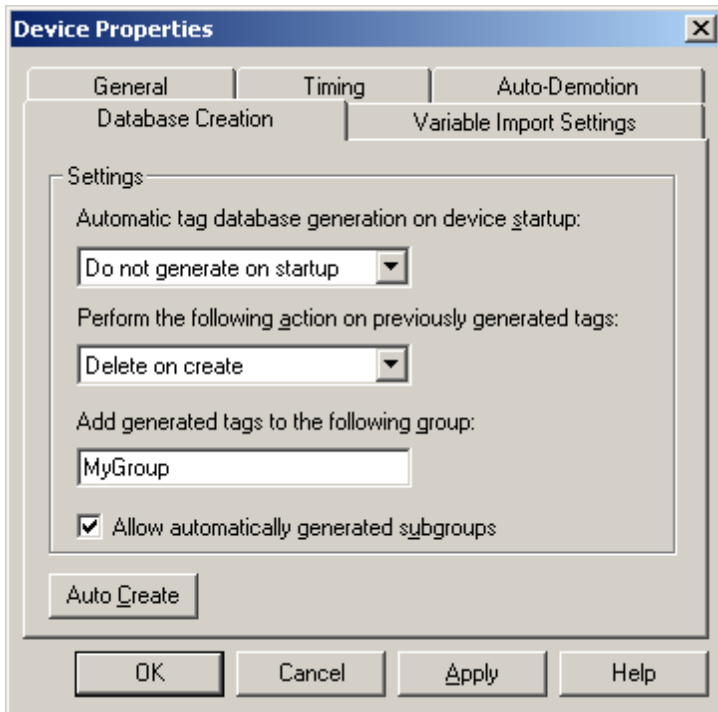 Device Properties
General Timing Auto-Demotion
Database Creation Variable Import Settings
Settings
Automatic tag database generation on device startup:
Do not generate on startup
Perform the following action on previously generated tags:
Delete on create
Add generated tags to the following group:
MyGroup
Allow automatically generated subgroups
Auto Create
OK Cancel Apply Help